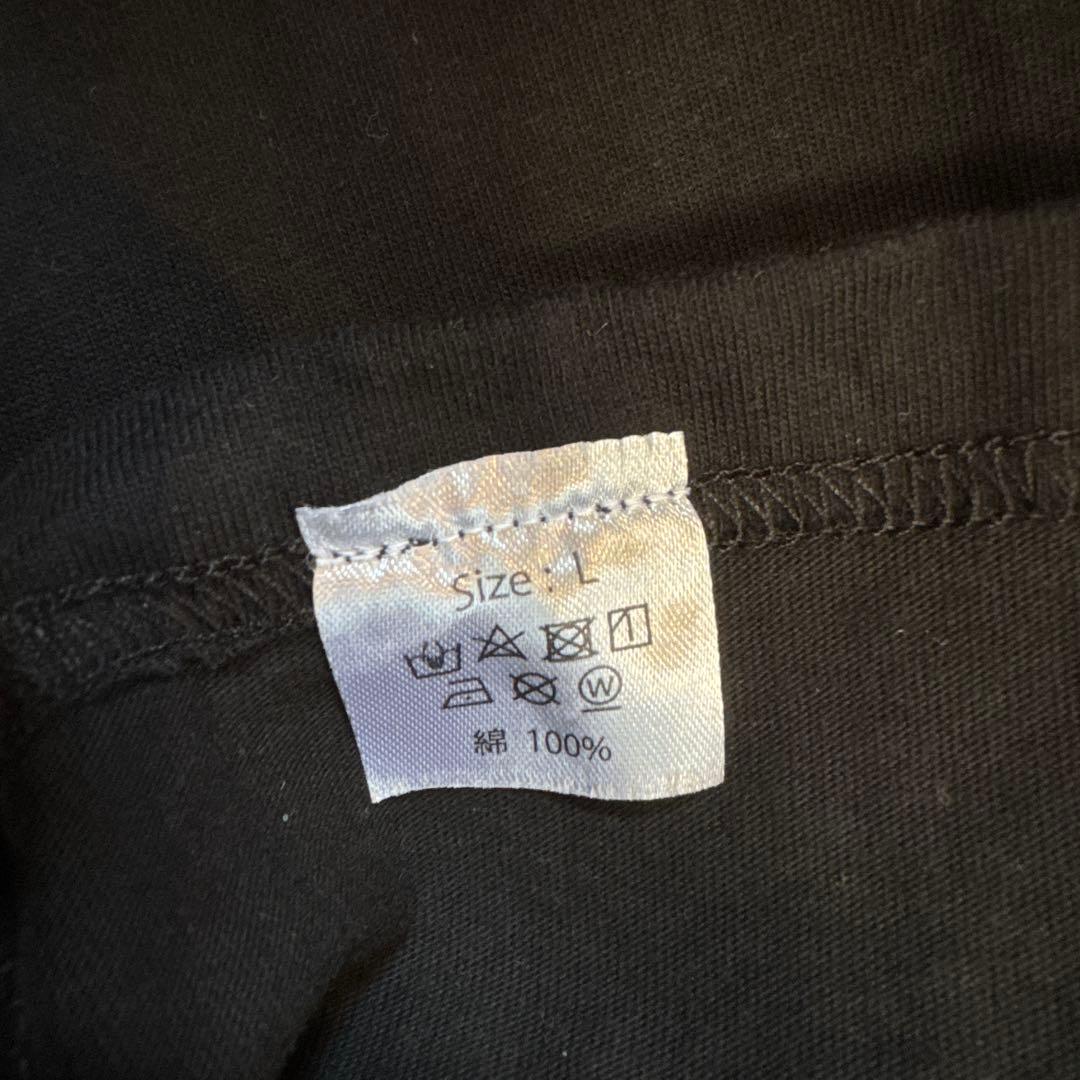 Size : L
W
綿 100%